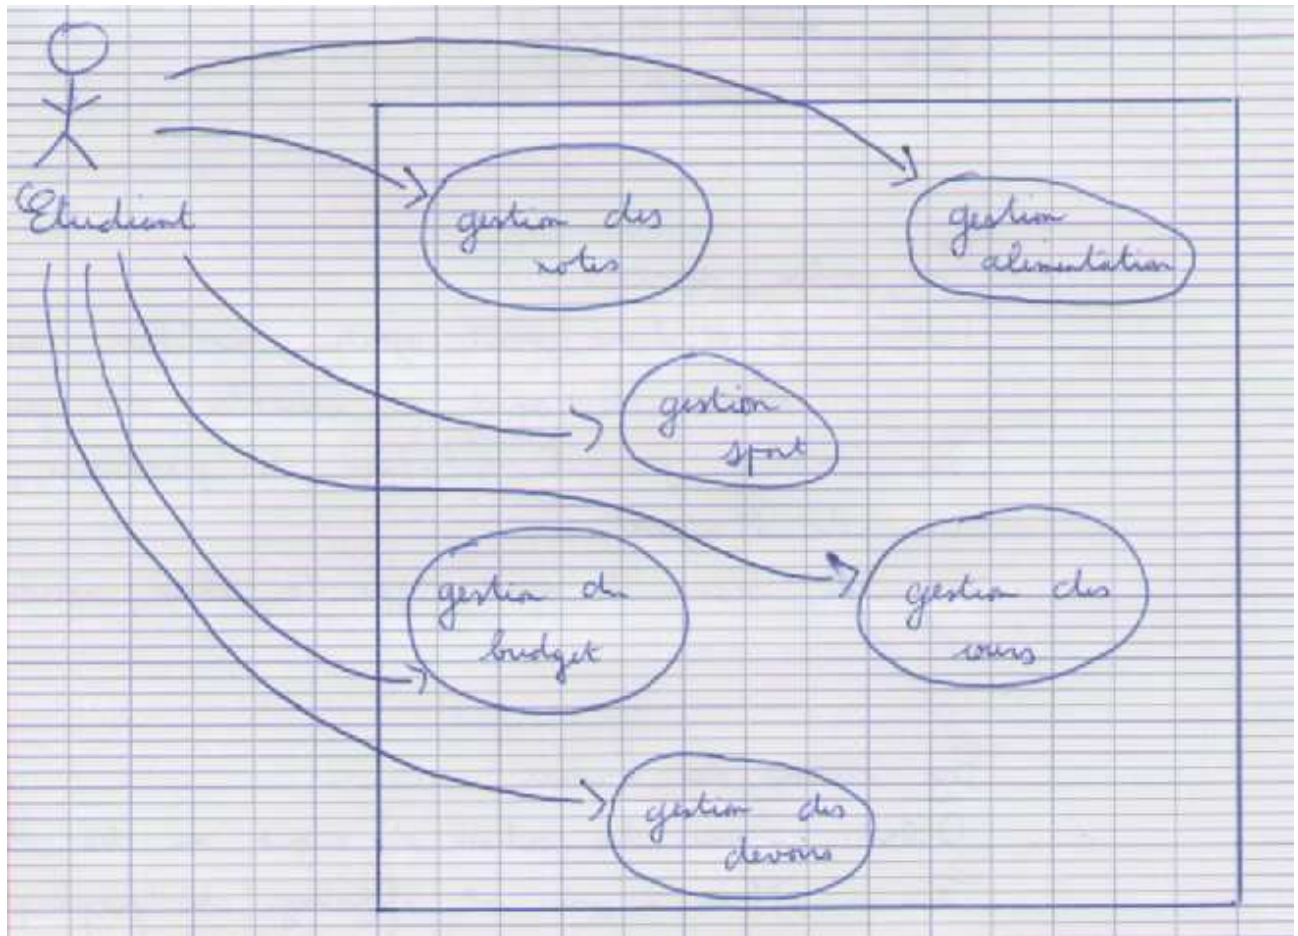 Etudiant
gestion des
notes
gestion
alimentation
gestion
sport
gestion du
budget
gestion des
cours
gestion des
devoirs